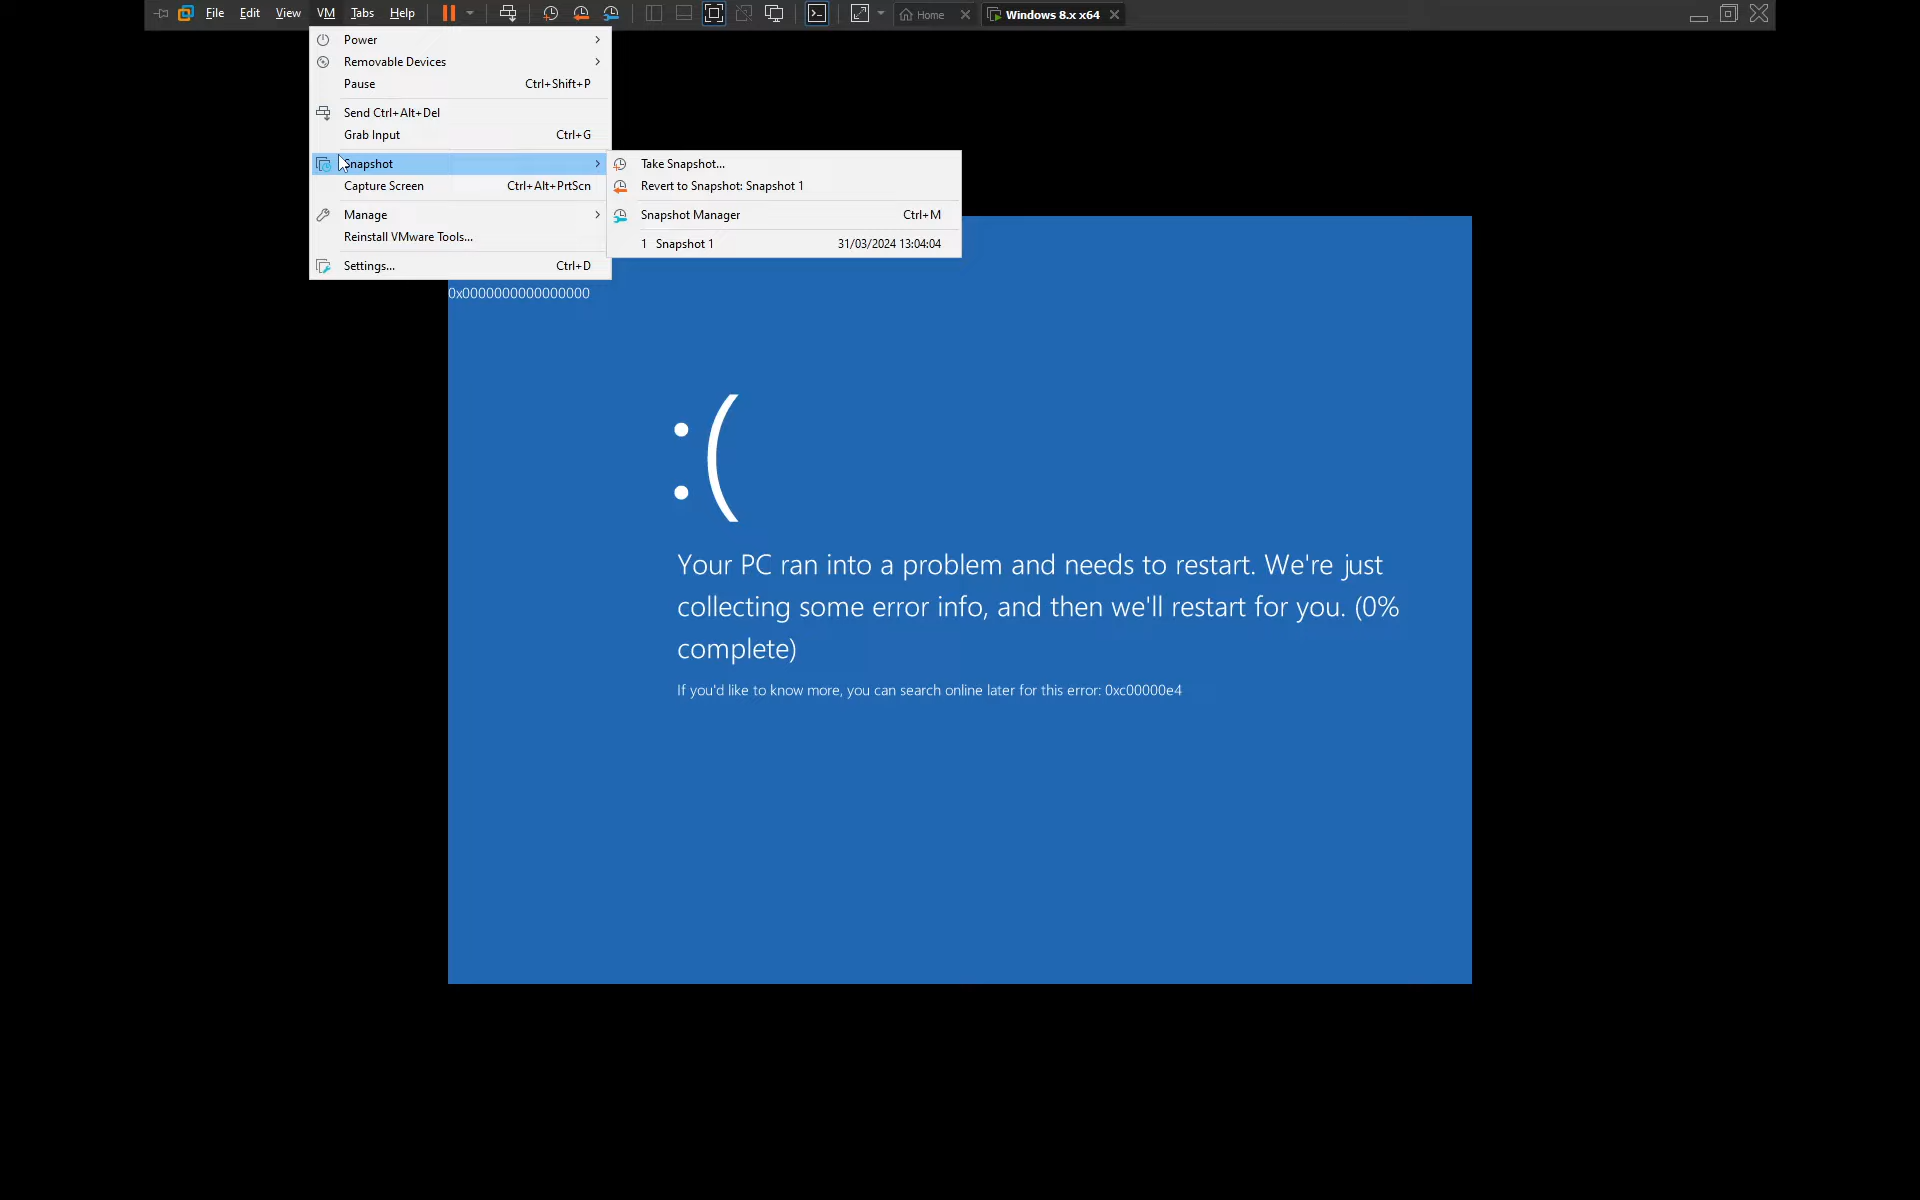 File Edit View VM Tabs Help Home Windows 8.x x64
Power
Removable Devices
Pause Ctrl+Shift+P
Send Ctrl+Alt+Del
Grab Input Ctrl+G
Snapshot
Capture Screen Ctrl+Alt+PrtScn
Manage
Reinstall VMware Tools...
Settings... Ctrl+D
Take Snapshot...
Revert to Snapshot: Snapshot 1
Snapshot Manager Ctrl+M
1 Snapshot 1 31/03/2024 13:04:04
0x0000000000000000
:(
Your PC ran into a problem and needs to restart. We're just
collecting some error info, and then we'll restart for you. (0%
complete)
If you'd like to know more, you can search online later for this error: 0xc00000e4